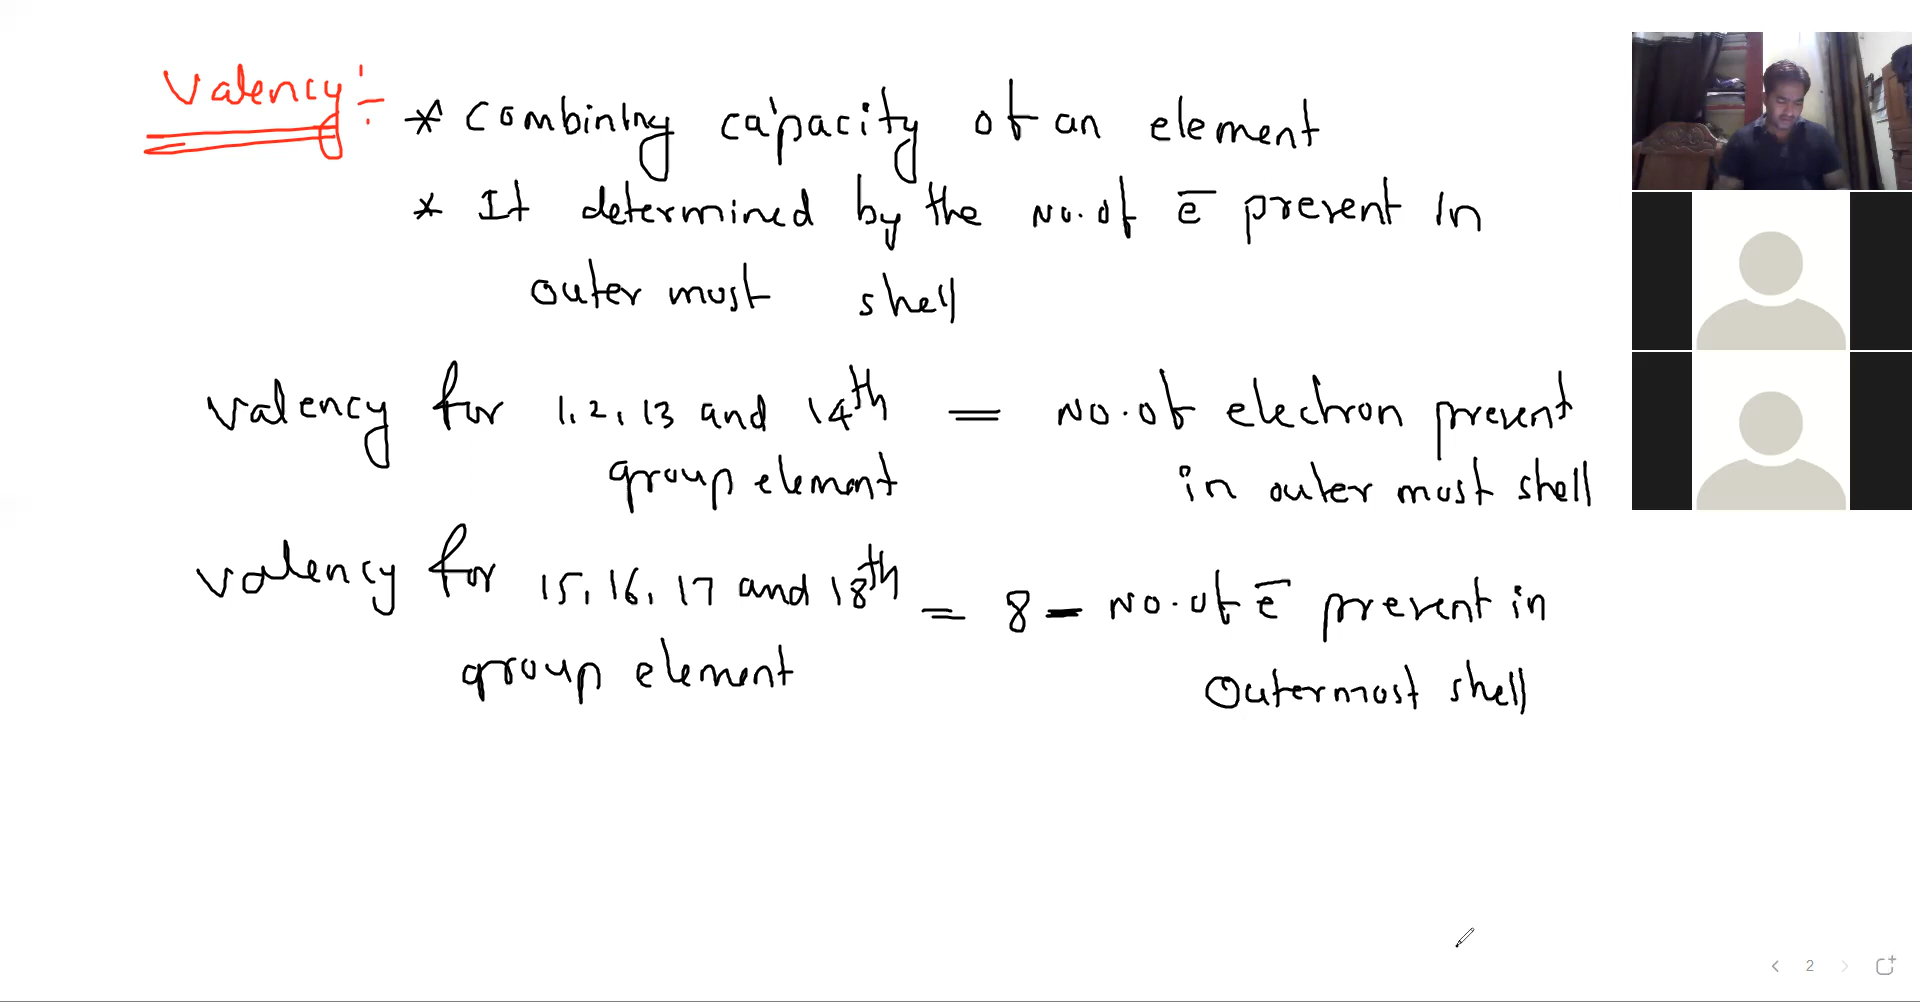 Valency :-
* Combining capacity of an element
* It determined by the No. of e̅ present in
outer most shell
valency for 1, 2, 13 and 14th = No. of electron present
group element in outer most shell
valency for 15, 16, 17 and 18th = 8 - No. of e̅ present in
group element Outermost shell
2